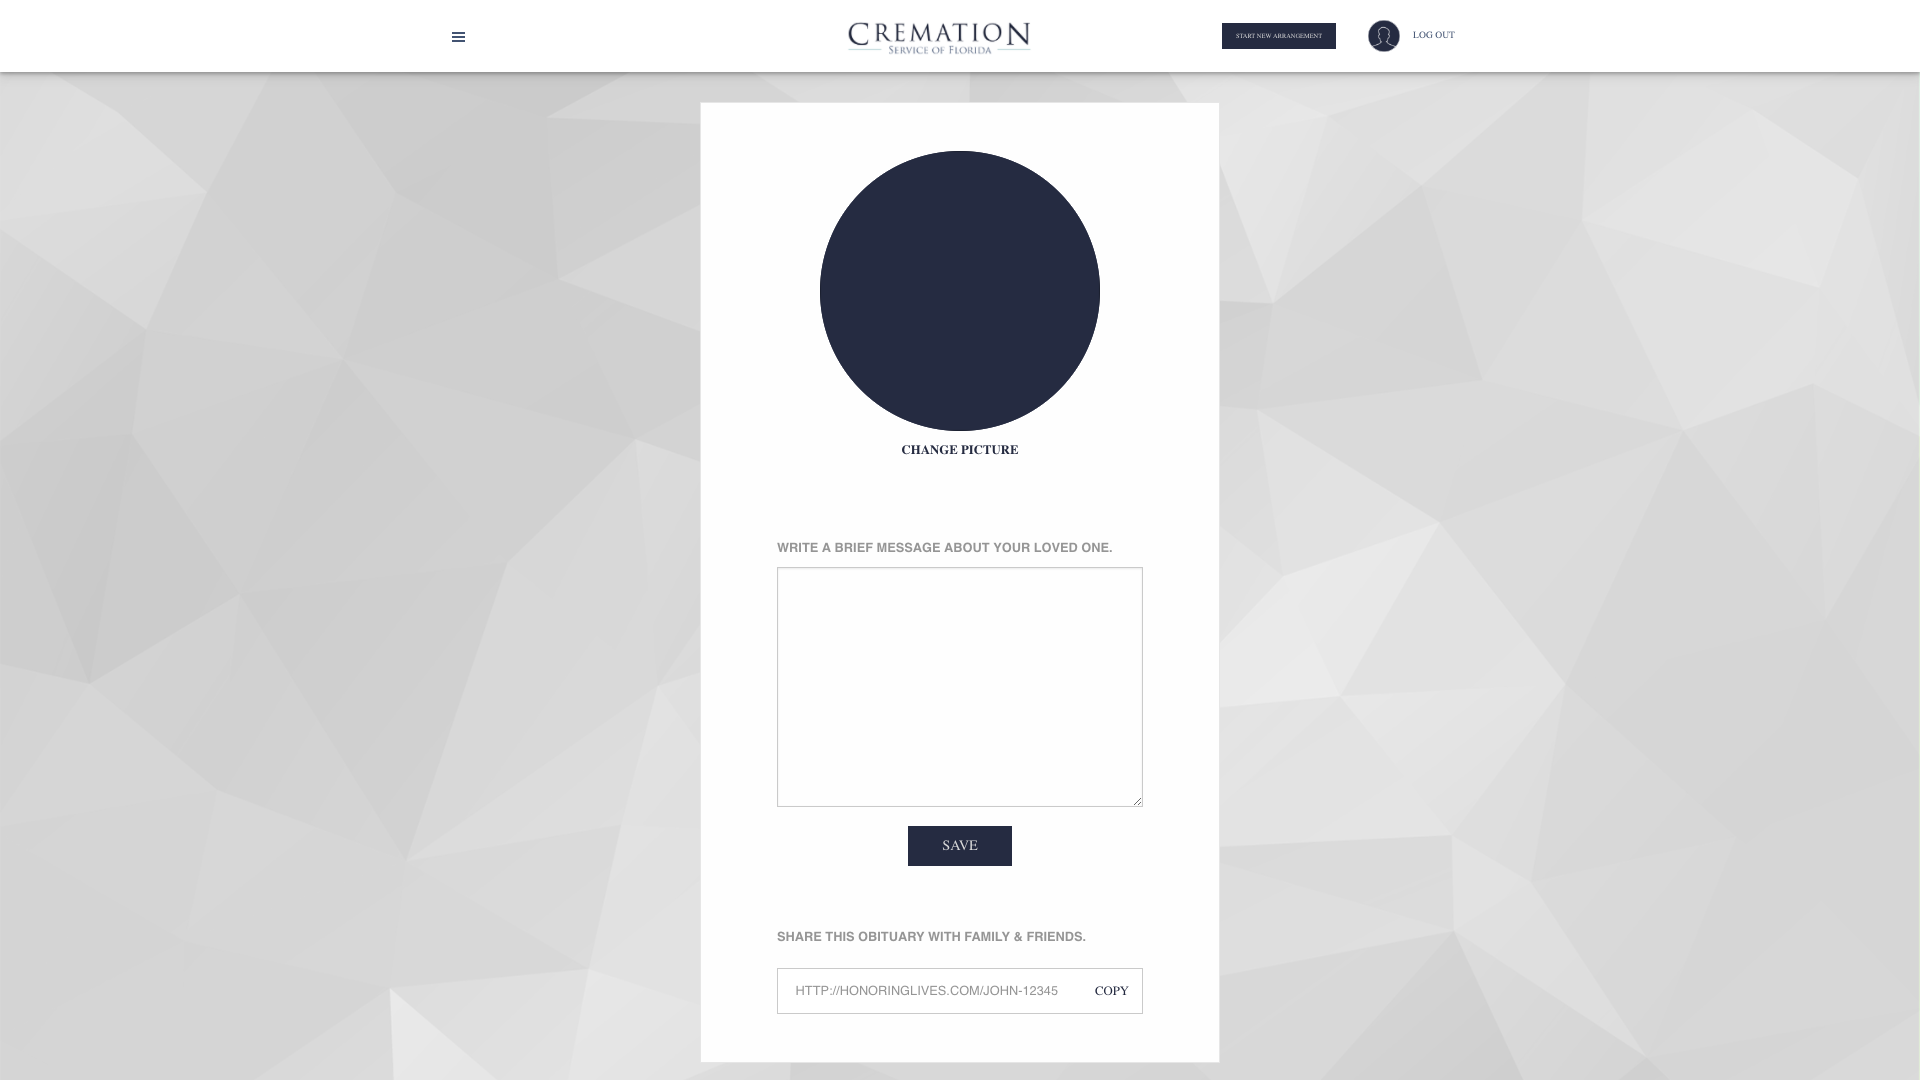 CREMATION
SERVICE OF FLORIDA
START NEW ARRANGEMENT
LOG OUT
CHANGE PICTURE
WRITE A BRIEF MESSAGE ABOUT YOUR LOVED ONE.
SAVE
SHARE THIS OBITUARY WITH FAMILY & FRIENDS.
HTTP://HONORINGLIVES.COM/JOHN-12345
COPY